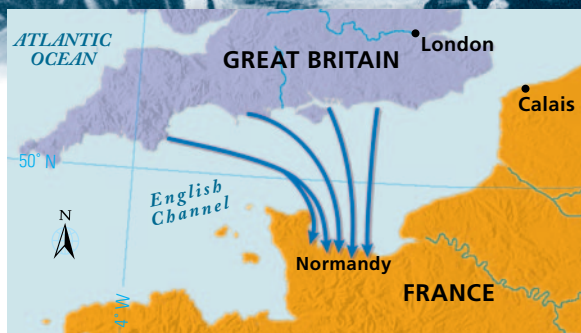 ATLANTIC
OCEAN
London
GREAT BRITAIN
Calais
50° N
English
Channel
N
Normandy
4° W
FRANCE